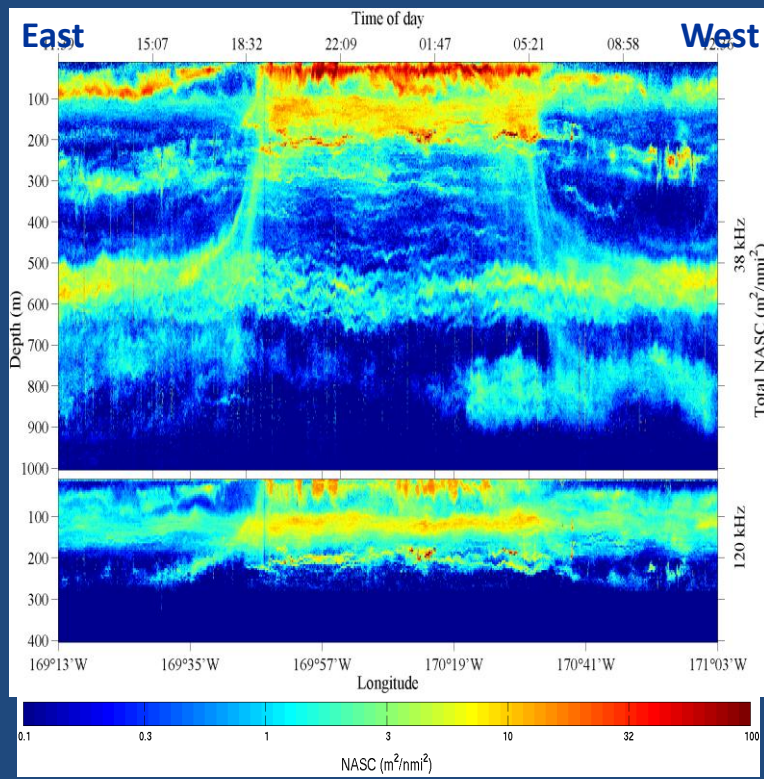 Time of day
East
West
15:07 18:32 22:09 01:47 05:21 08:58
100
200
300
400
500
600
700
800
900
1000
Depth (m)
38 kHz
Total NASC (m²/nmi²)
100
200
300
400
120 kHz
169°13’W 169°35’W 169°57’W 170°19’W 170°41’W 171°03’W
Longitude
0.1 0.3 1 3 10 32 100
NASC (m²/nmi²)